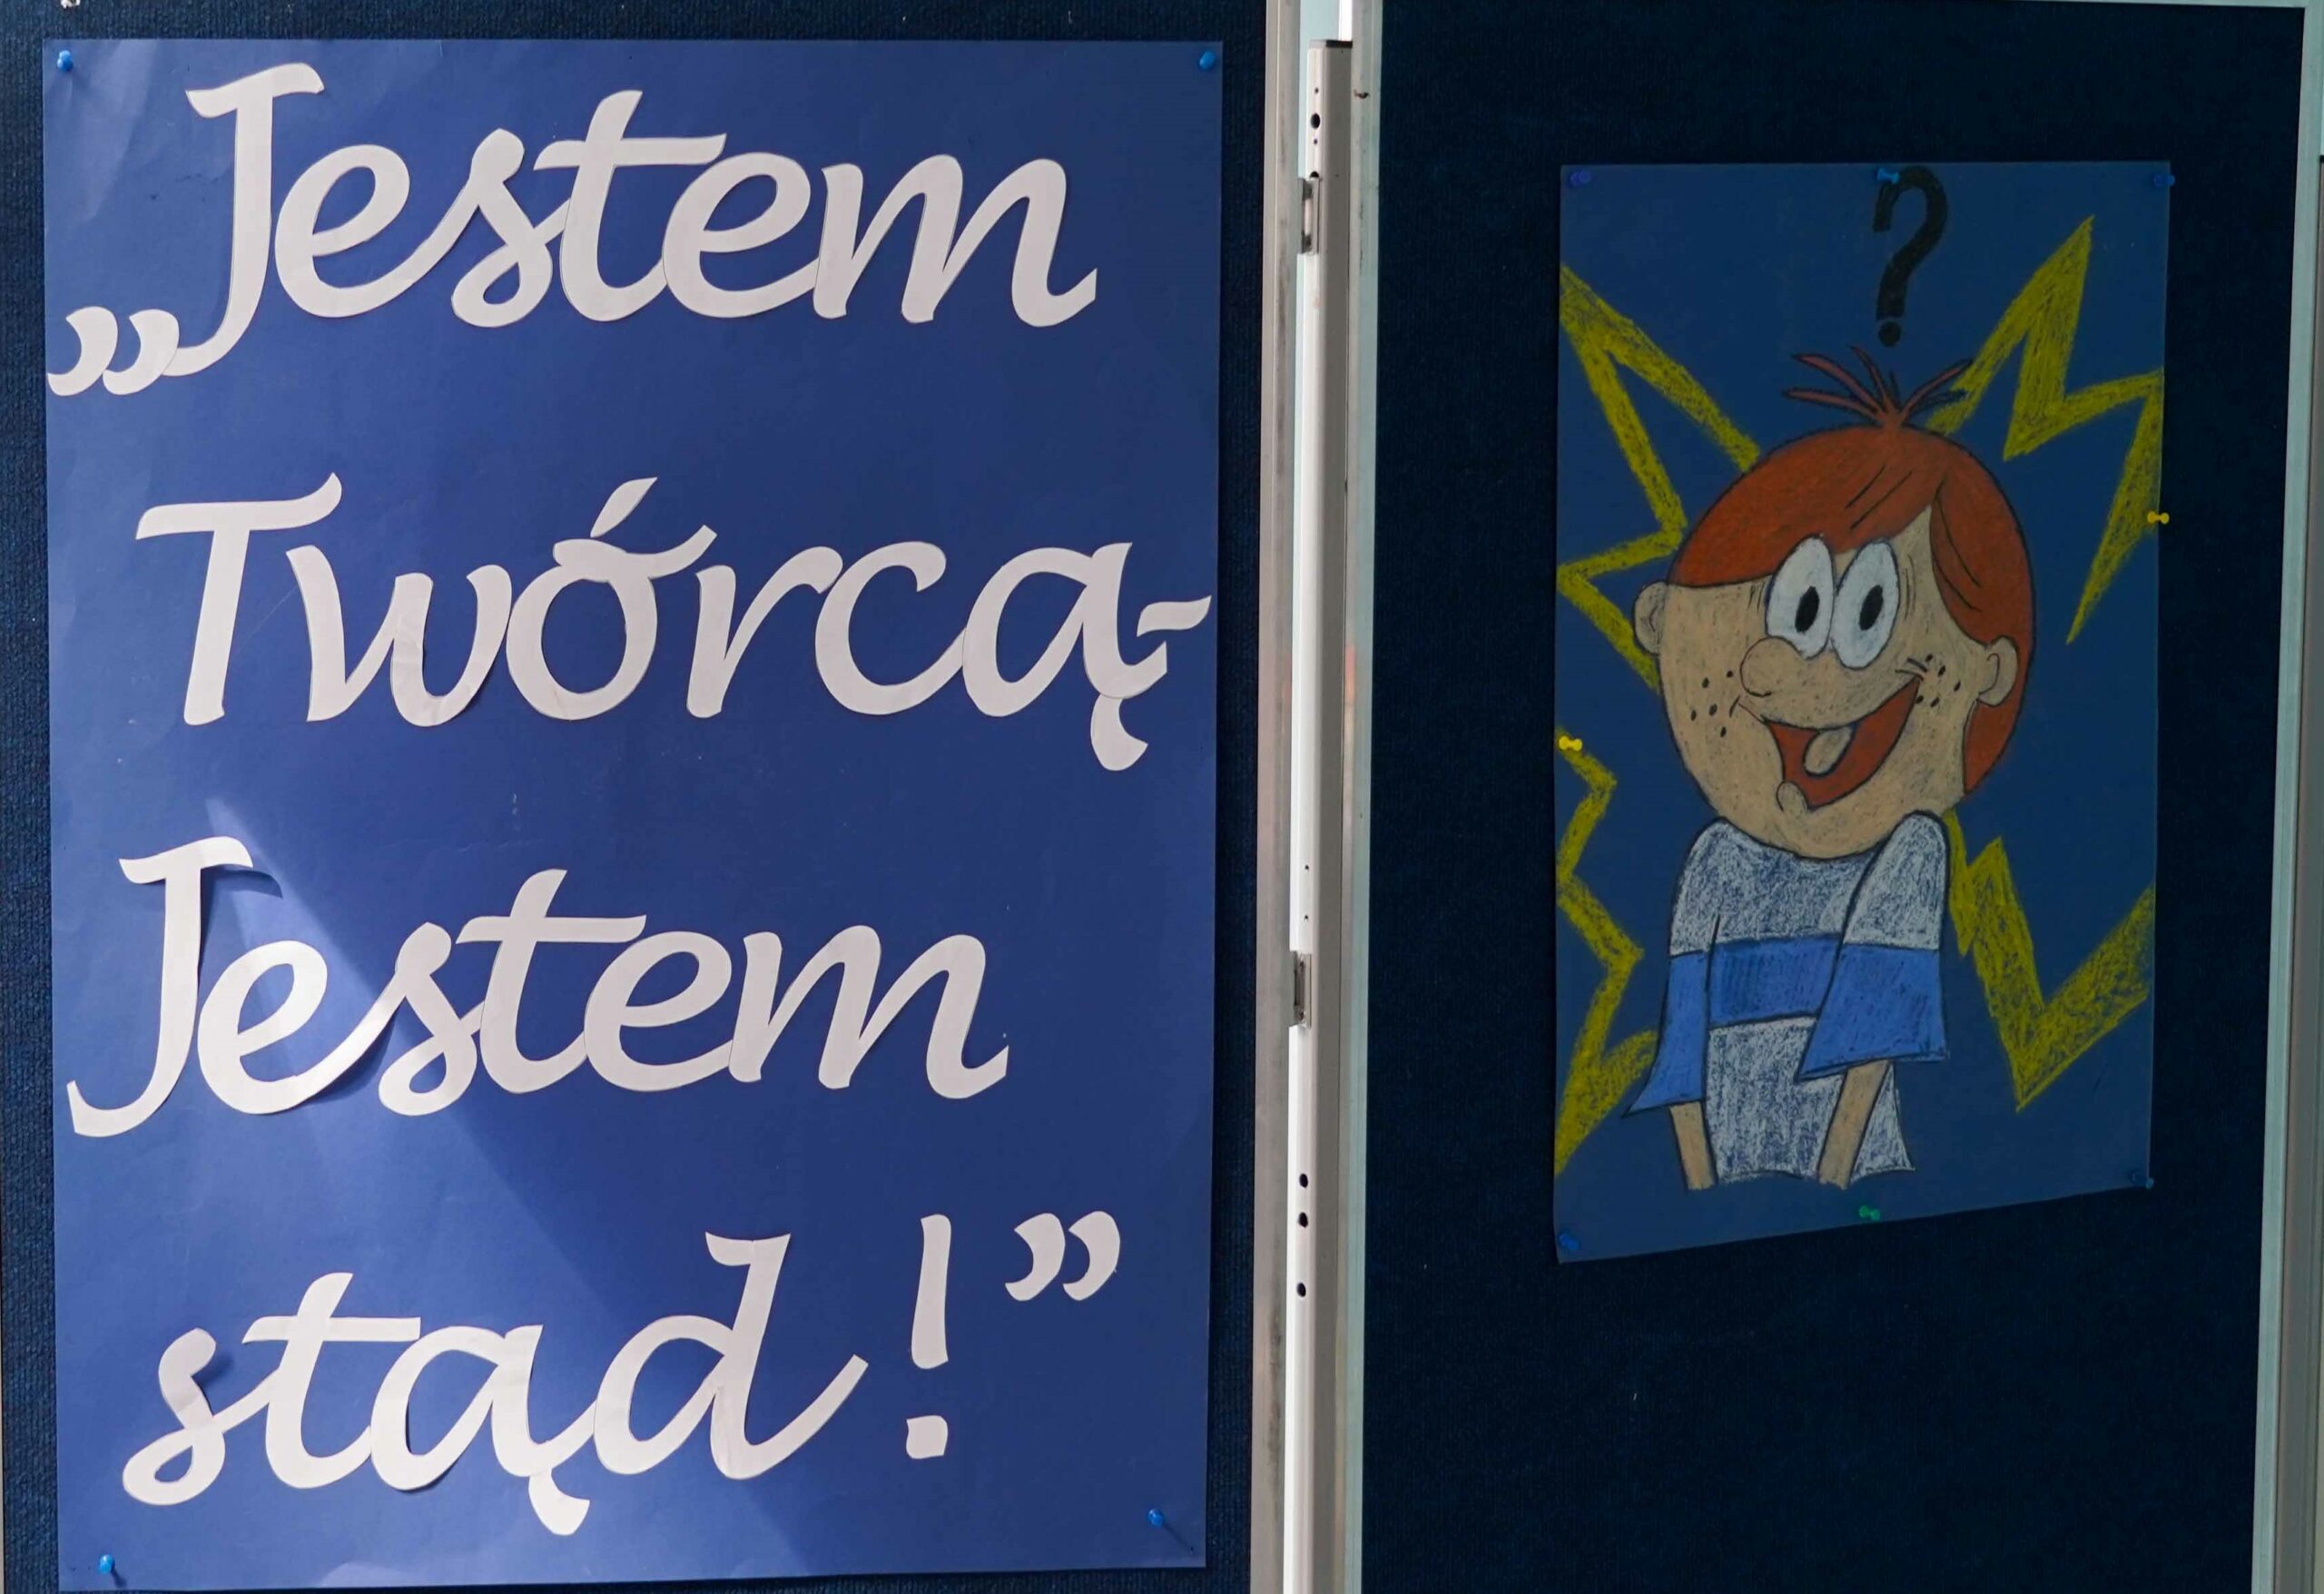 „Jestem
Twórcą-
Jestem
stąd!”
?